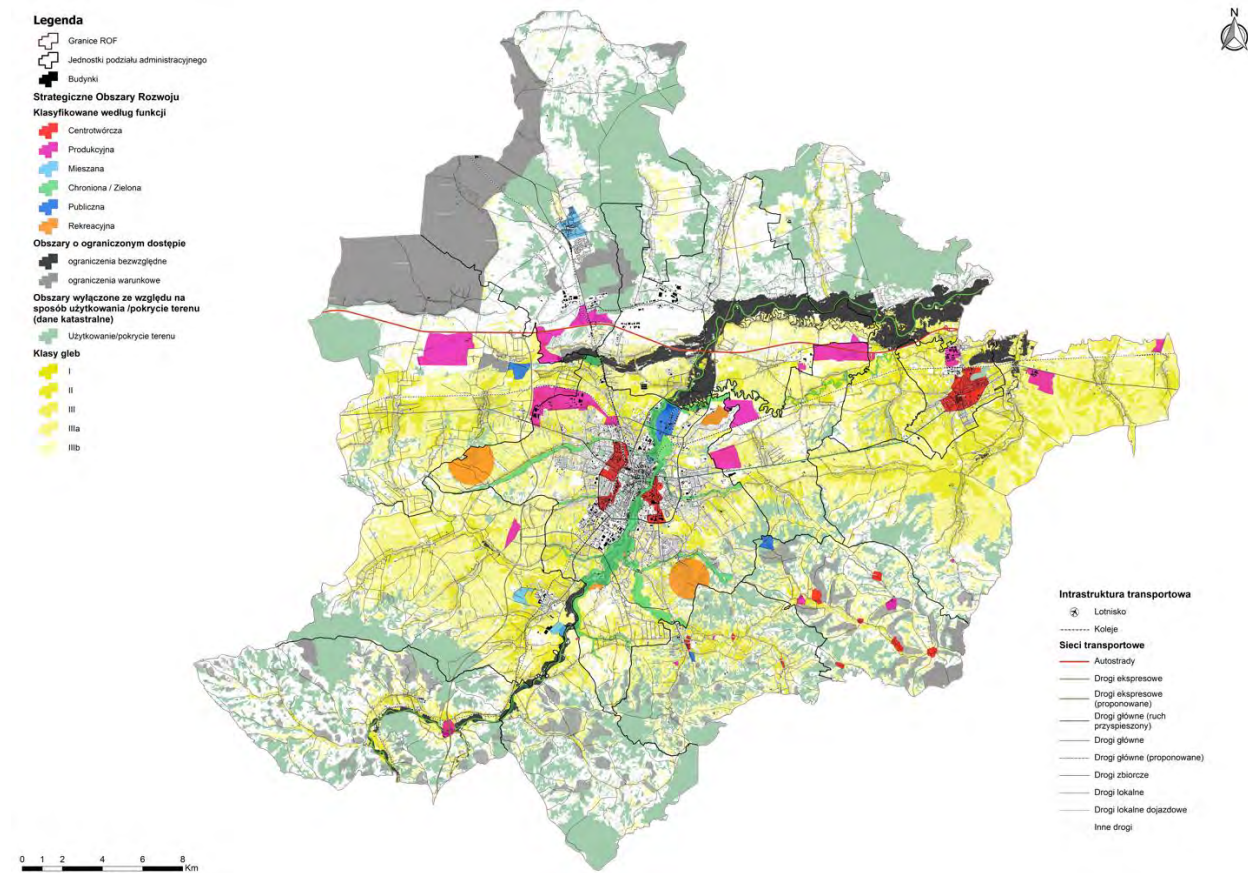 Legenda
Granice ROF
Jednostki podziału administracyjnego
Budynki
Strategiczne Obszary Rozwoju
Klasyfikowane według funkcji
Centrotwórcza
Produkcyjna
Mieszana
Chroniona / Zielona
Publiczna
Rekreacyjna
Obszary o ograniczonym dostępie
ograniczenia bezwzględne
ograniczenia warunkowe
Obszary wyłączone ze względu na
sposób użytkowania /pokrycie terenu
(dane katastralne)
Użytkowanie/pokrycie terenu
Klasy gleb
I
II
III
IIIa
IIIb
N
Intrastruktura transportowa
Lotnisko
Koleje
Sieci transportowe
Autostrady
Drogi ekspresowe
Drogi ekspresowe
(proponowane)
Drogi główne (ruch
przyspieszony)
Drogi główne
Drogi główne (proponowane)
Drogi zbiorcze
Drogi lokalne
Drogi lokalne dojazdowe
Inne drogi
0 1 2 4 6 8
Km